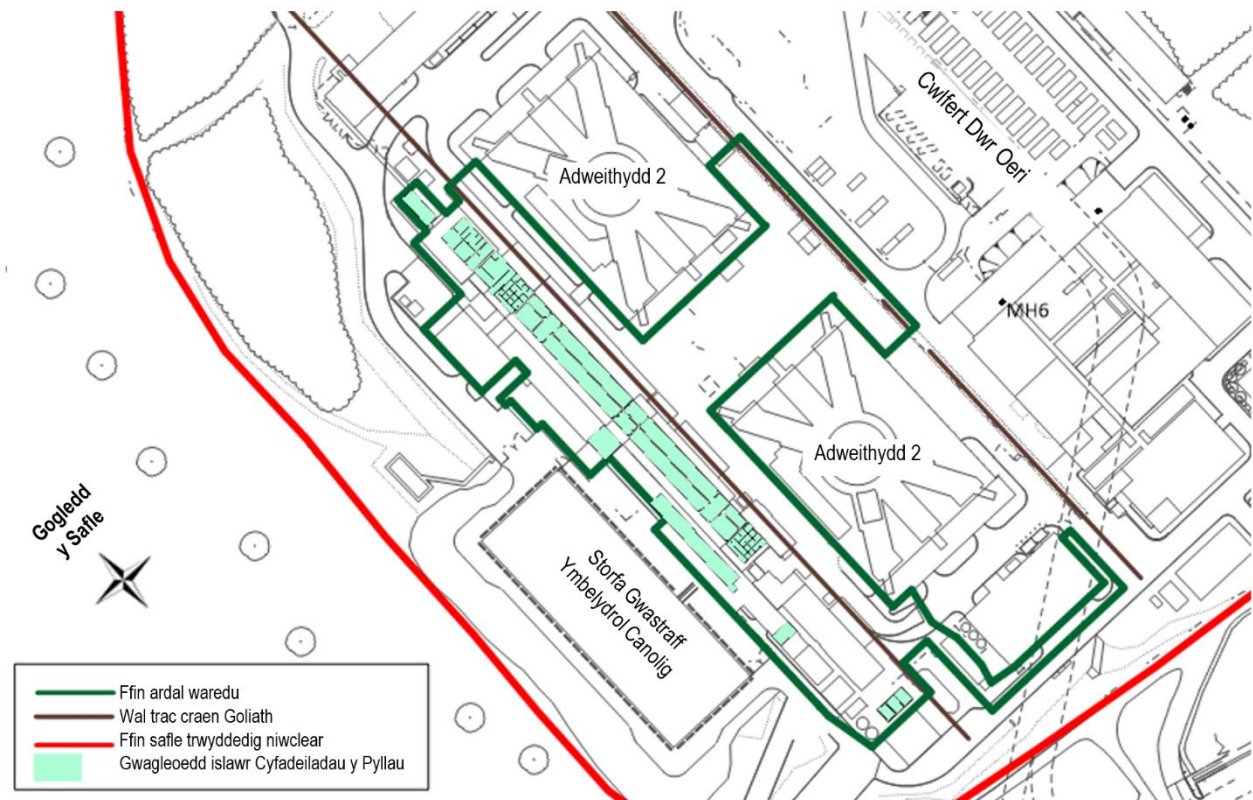 Adweithydd 2
Cwlfert Dwr Oeri
MH6
Adweithydd 2
Gogledd
y Safle
Storfa Gwastraff
Ymbelydrol Canolig
Ffin ardal waredu
Wal trac craen Goliath
Ffin safle trwyddedig niwclear
Gwagleoedd islawr Cyfadeiladau y Pyllau